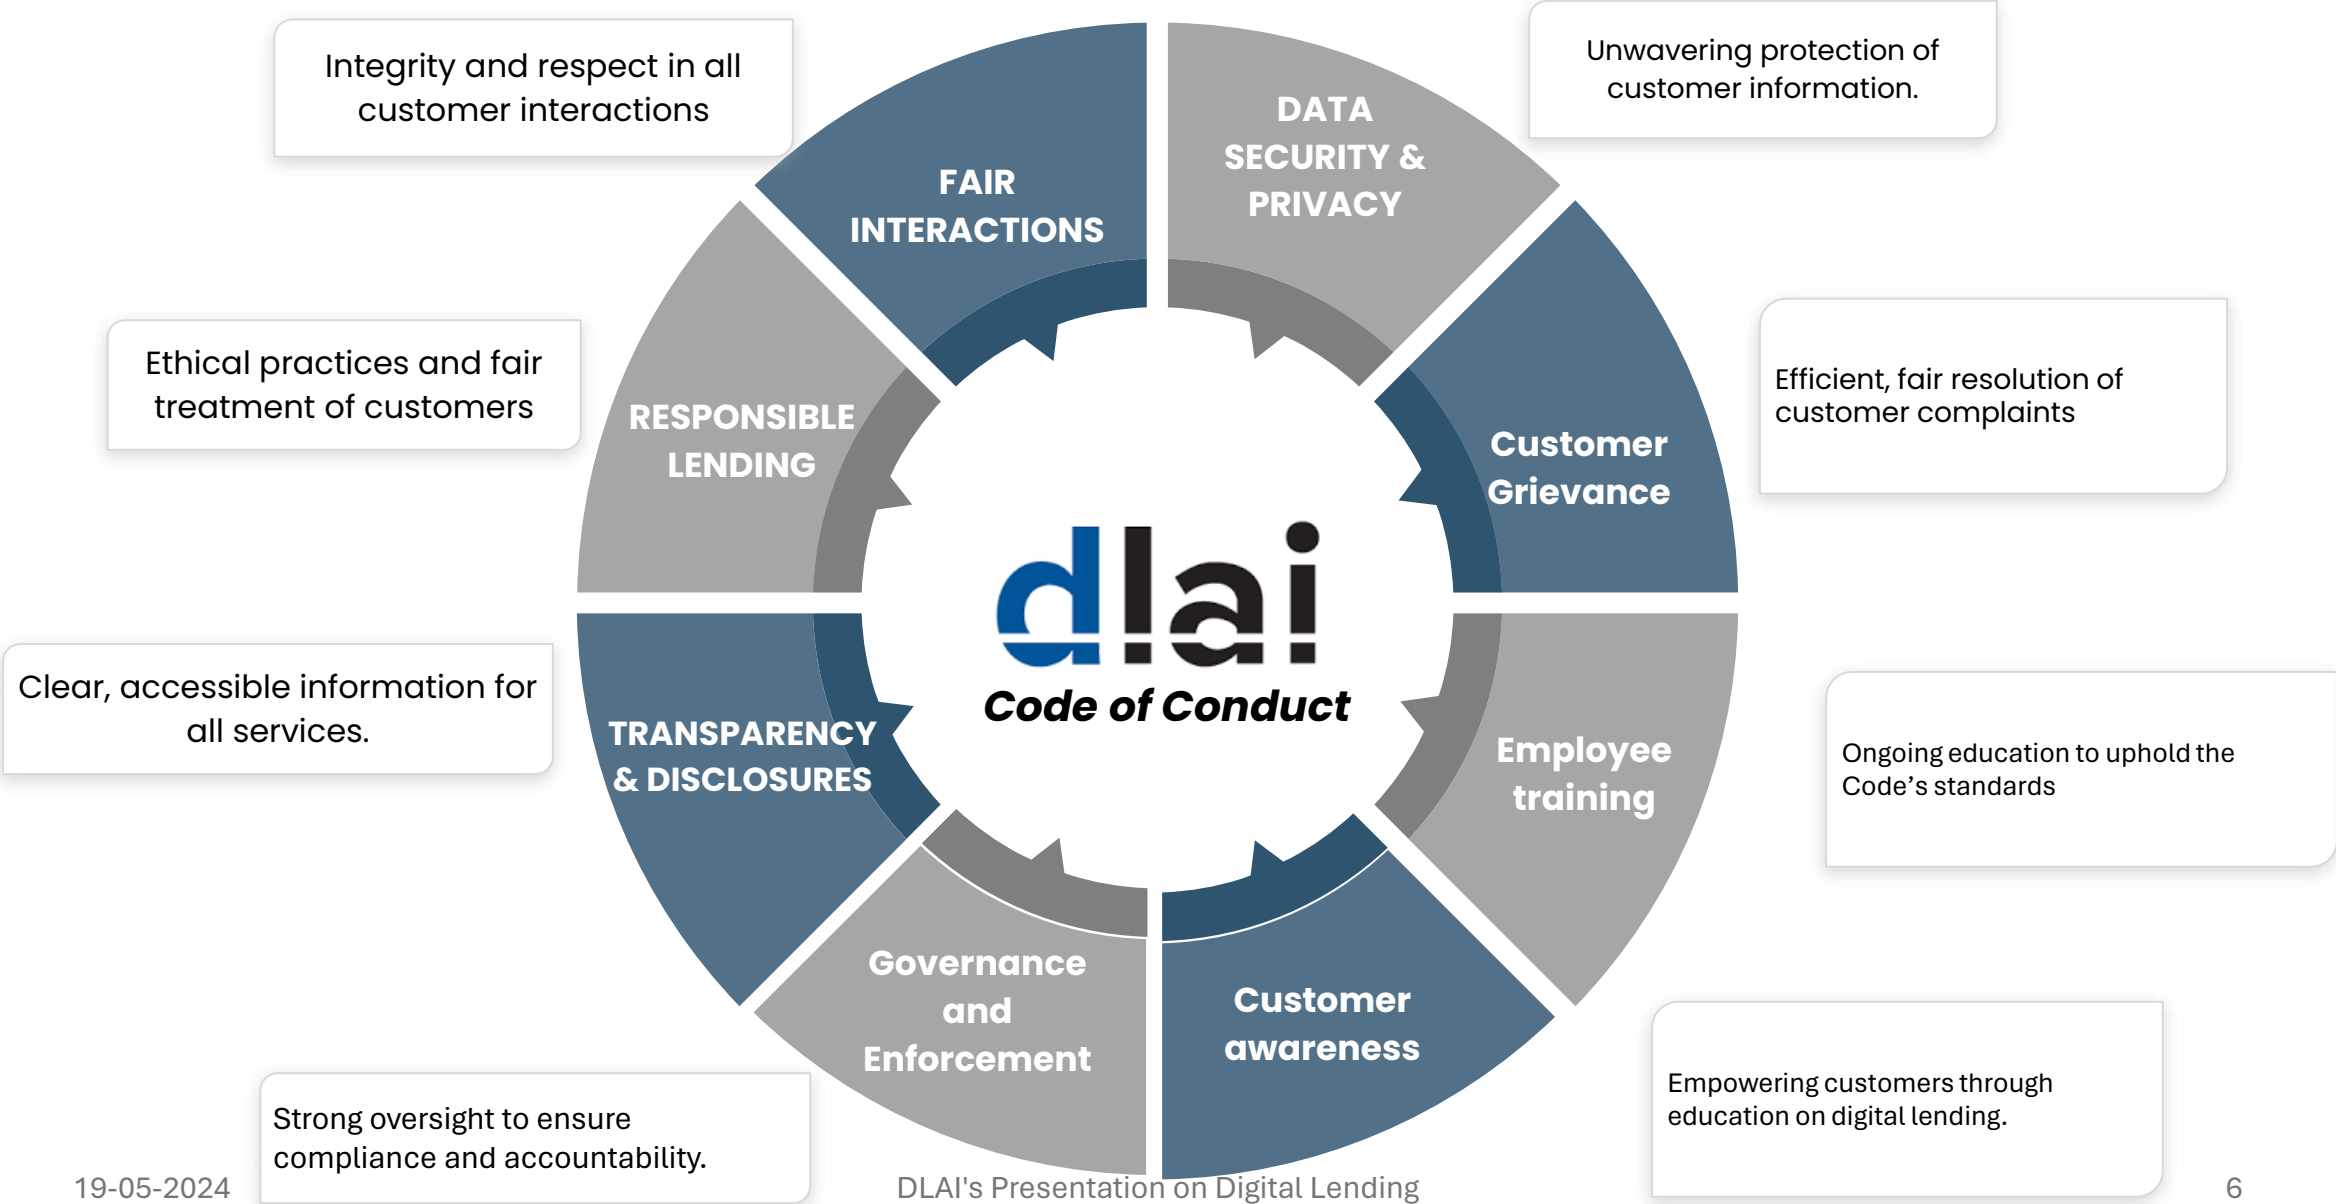 Integrity and respect in all
customer interactions
Unwavering protection of
customer information.
FAIR
INTERACTIONS
DATA
SECURITY &
PRIVACY
Ethical practices and fair
treatment of customers
RESPONSIBLE
LENDING
Customer
Grievance
Efficient, fair resolution of
customer complaints
dlai
Code of Conduct
Clear, accessible information for
all services.
TRANSPARENCY
& DISCLOSURES
Employee
training
Ongoing education to uphold the
Code’s standards
Governance
and
Enforcement
Customer
awareness
Strong oversight to ensure
compliance and accountability.
Empowering customers through
education on digital lending.
19-05-2024
DLAI's Presentation on Digital Lending
6